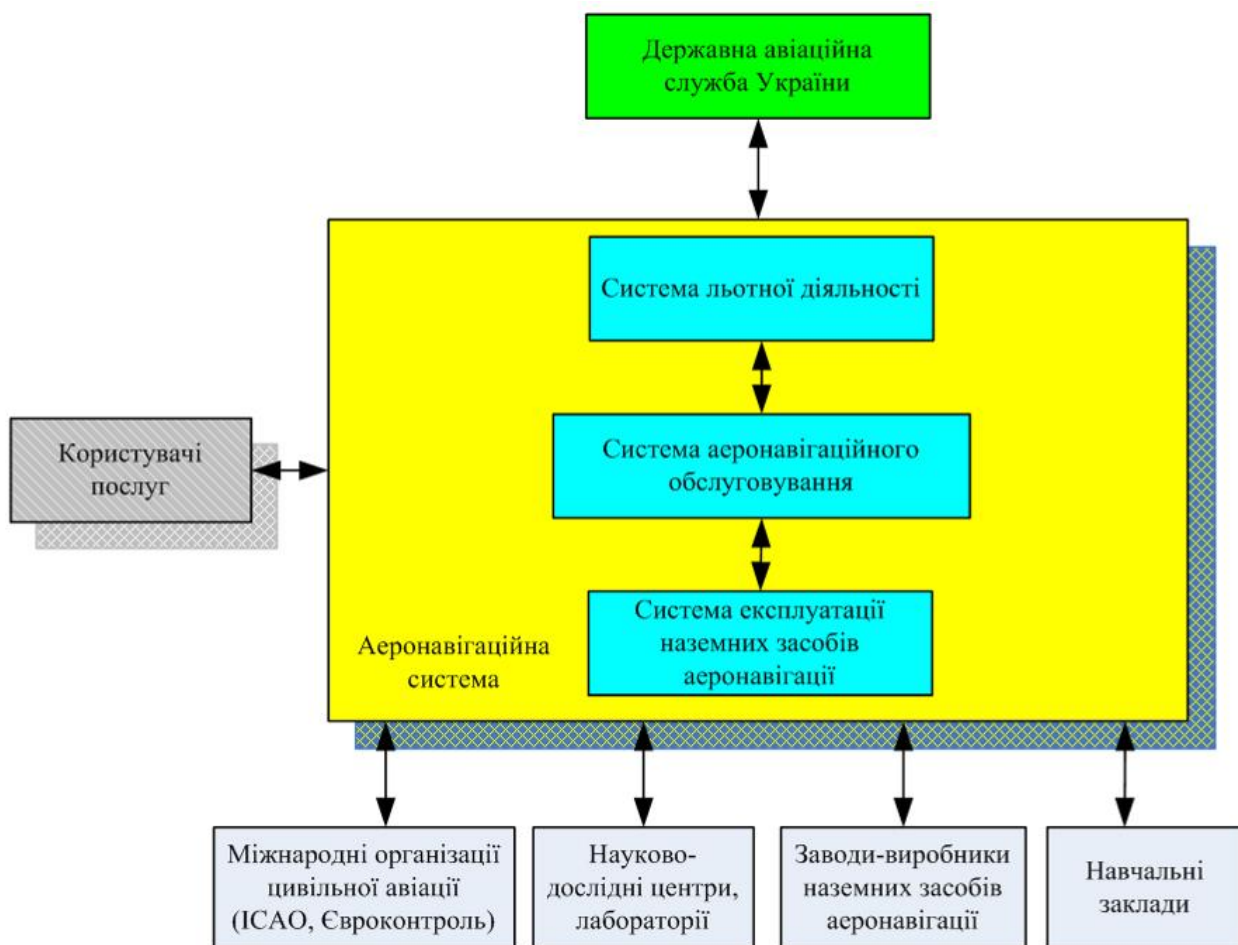 Державна авіаційна
служба України
Система льотної діяльності
Користувачі
послуг
Система аеронавігаційного
обслуговування
Система експлуатації
наземних засобів
аеронавігації
Аеронавігаційна
система
Міжнародні організації
цивільної авіації
(ІСАО, Євроконтроль)
Науково-
дослідні центри,
лабораторії
Заводи-виробники
наземних засобів
аеронавігації
Навчальні
заклади